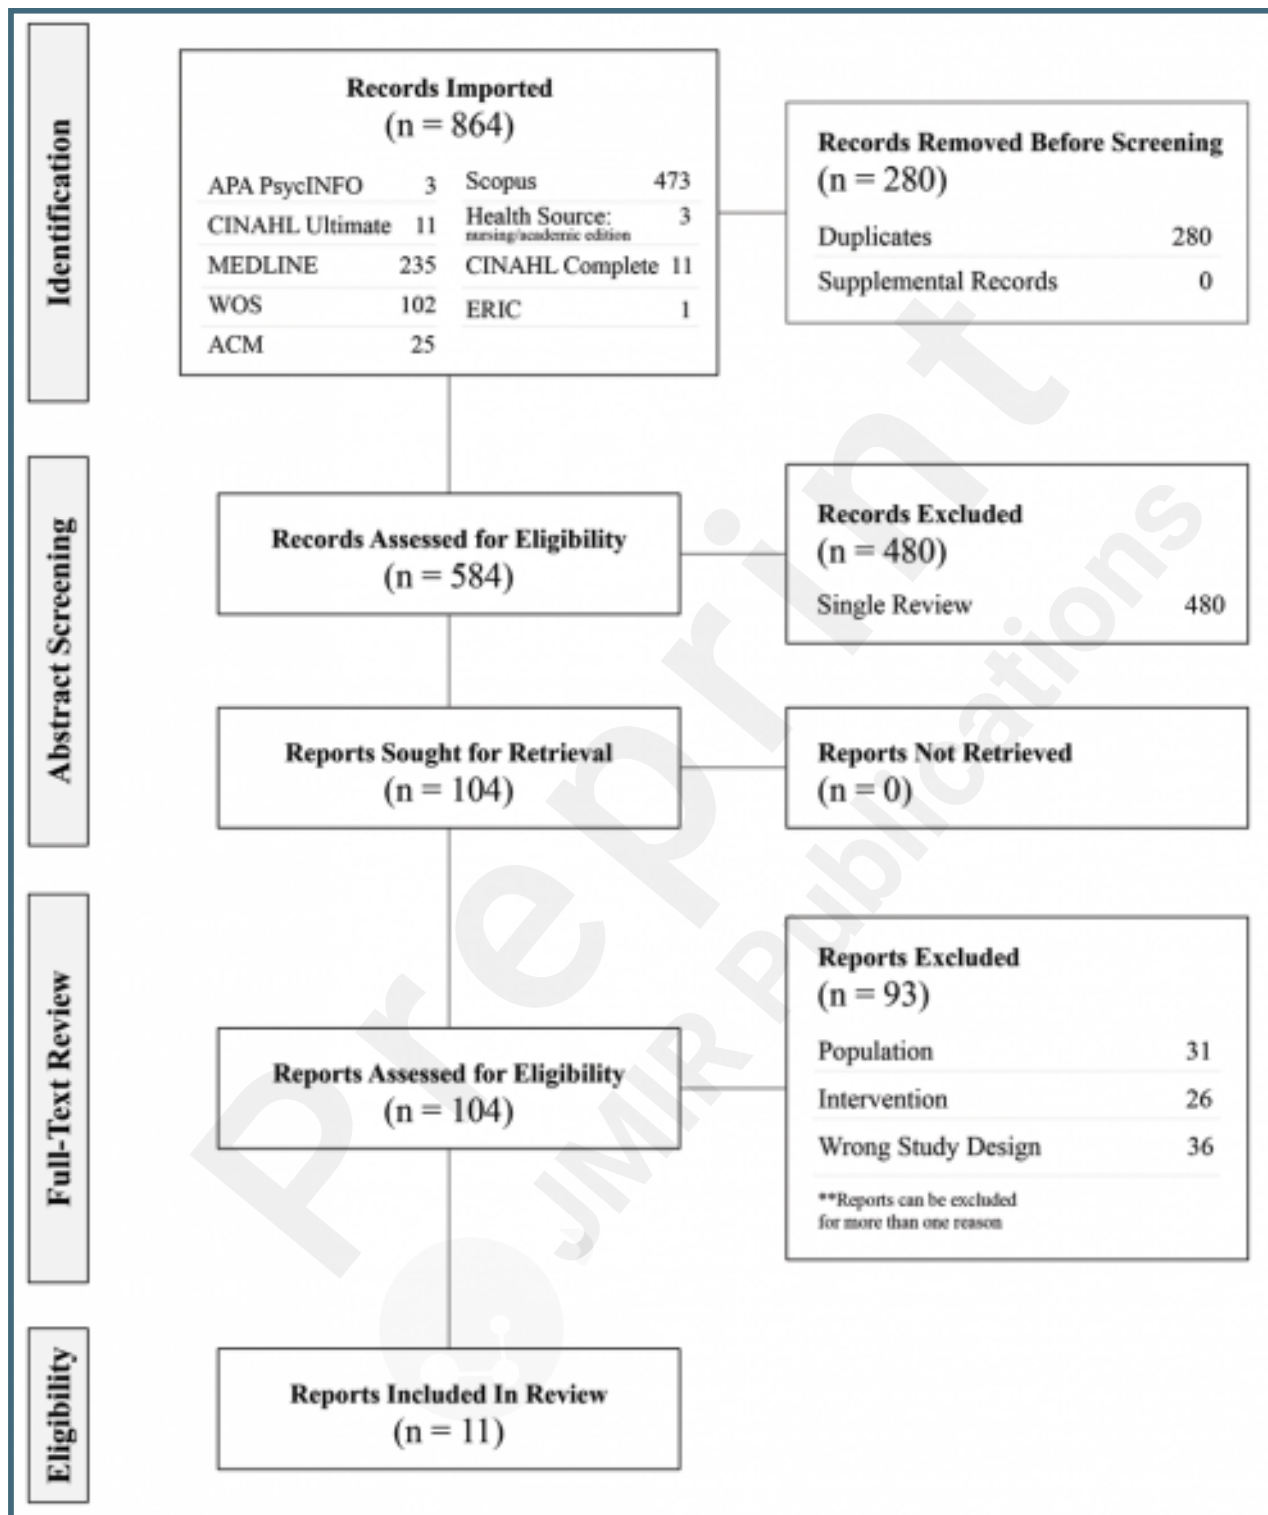 Identification
Records Imported
(n = 864)
APA PsycINFO 3
CINAHL Ultimate 11
MEDLINE 235
WOS 102
ACM 25
Scopus 473
Health Source: 3
nursing/academic edition
CINAHL Complete 11
ERIC 1
Records Removed Before Screening
(n = 280)
Duplicates 280
Supplemental Records 0
Abstract Screening
Records Assessed for Eligibility
(n = 584)
Records Excluded
(n = 480)
Single Review 480
Reports Sought for Retrieval
(n = 104)
Reports Not Retrieved
(n = 0)
Full-Text Review
Reports Assessed for Eligibility
(n = 104)
Reports Excluded
(n = 93)
Population 31
Intervention 26
Wrong Study Design 36
**Reports can be excluded
for more than one reason
Eligibility
Reports Included In Review
(n = 11)
Preprint
JMIR Publications